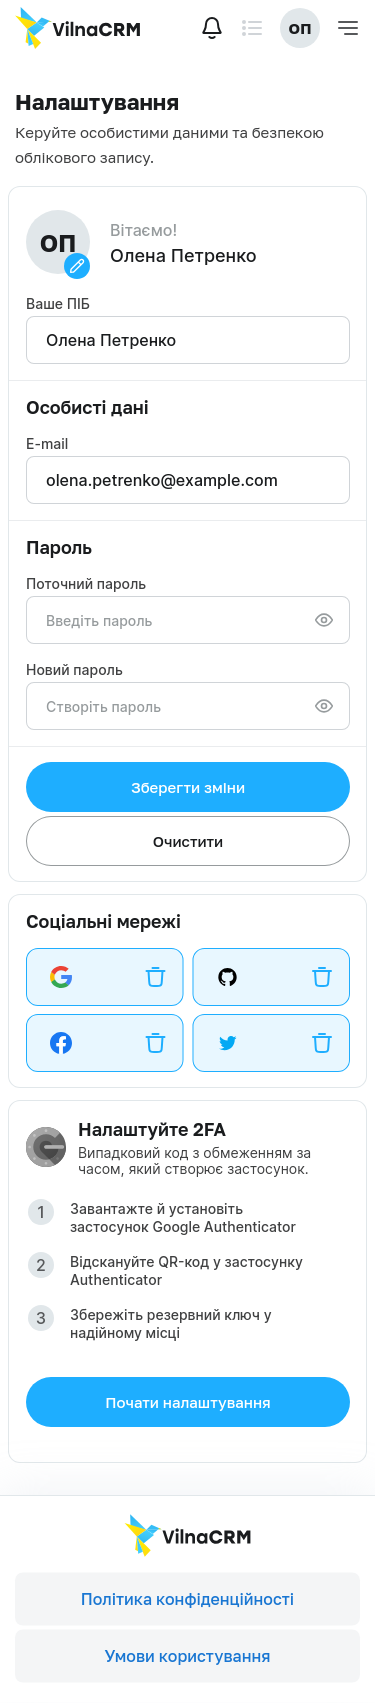 VilnaCRM
ОП
Налаштування
Керуйте особистими даними та безпекою
облікового запису.
ОП
Вітаємо!
Олена Петренко
Ваше ПІБ
Олена Петренко
Особисті дані
E-mail
olena.petrenko@example.com
Пароль
Поточний пароль
Введіть пароль
Новий пароль
Створіть пароль
Зберегти зміни
Очистити
Соціальні мережі
Налаштуйте 2FA
Випадковий код з обмеженням за
часом, який створює застосунок.
1
Завантажте й установіть
застосунок Google Authenticator
2
Відскануйте QR-код у застосунку
Authenticator
3
Збережіть резервний ключ у
надійному місці
Почати налаштування
VilnaCRM
Політика конфіденційності
Умови користування